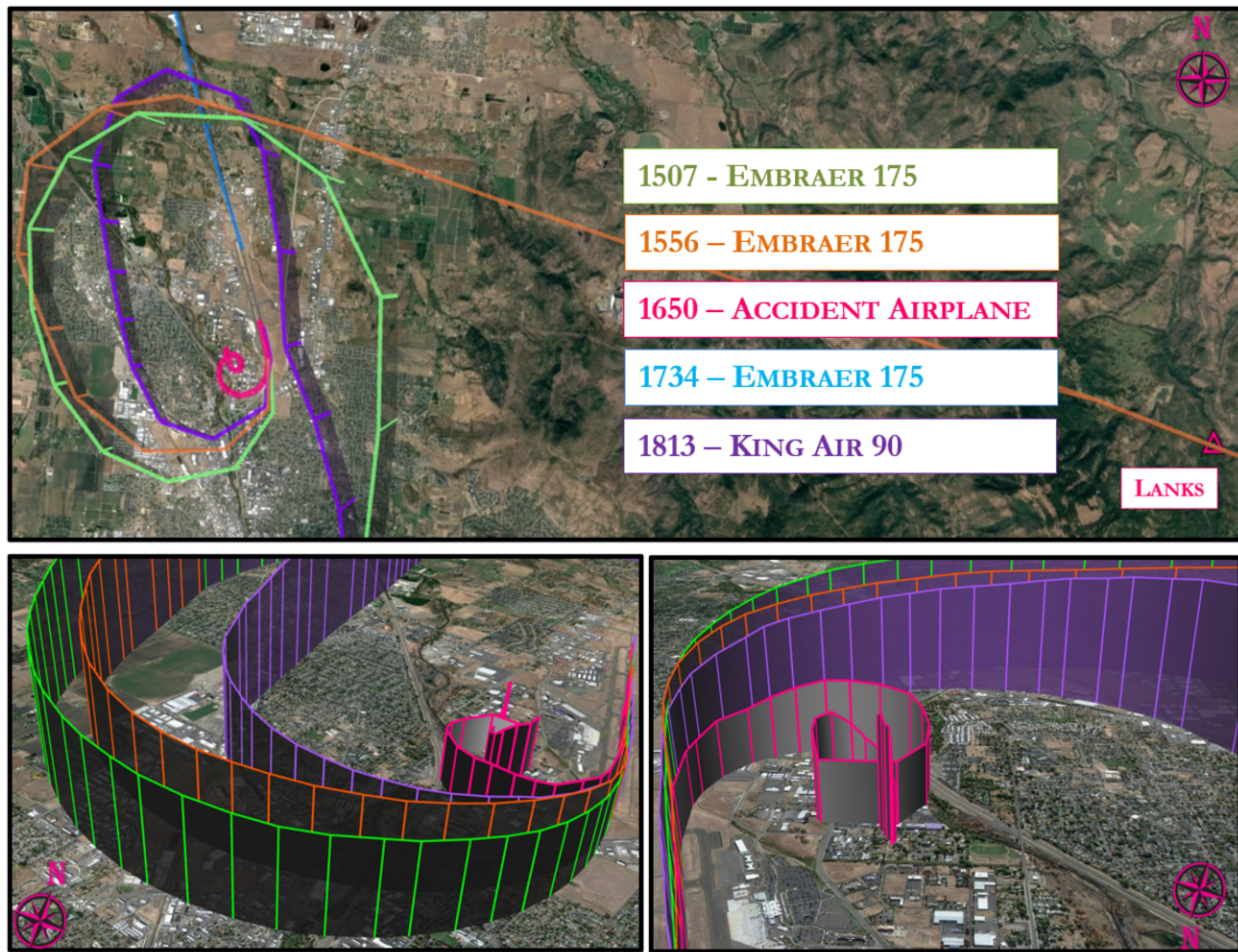 N
1507 - EMBRAER 175
1556 – EMBRAER 175
1650 – ACCIDENT AIRPLANE
1734 – EMBRAER 175
1813 – KING AIR 90
LANKS
N
N